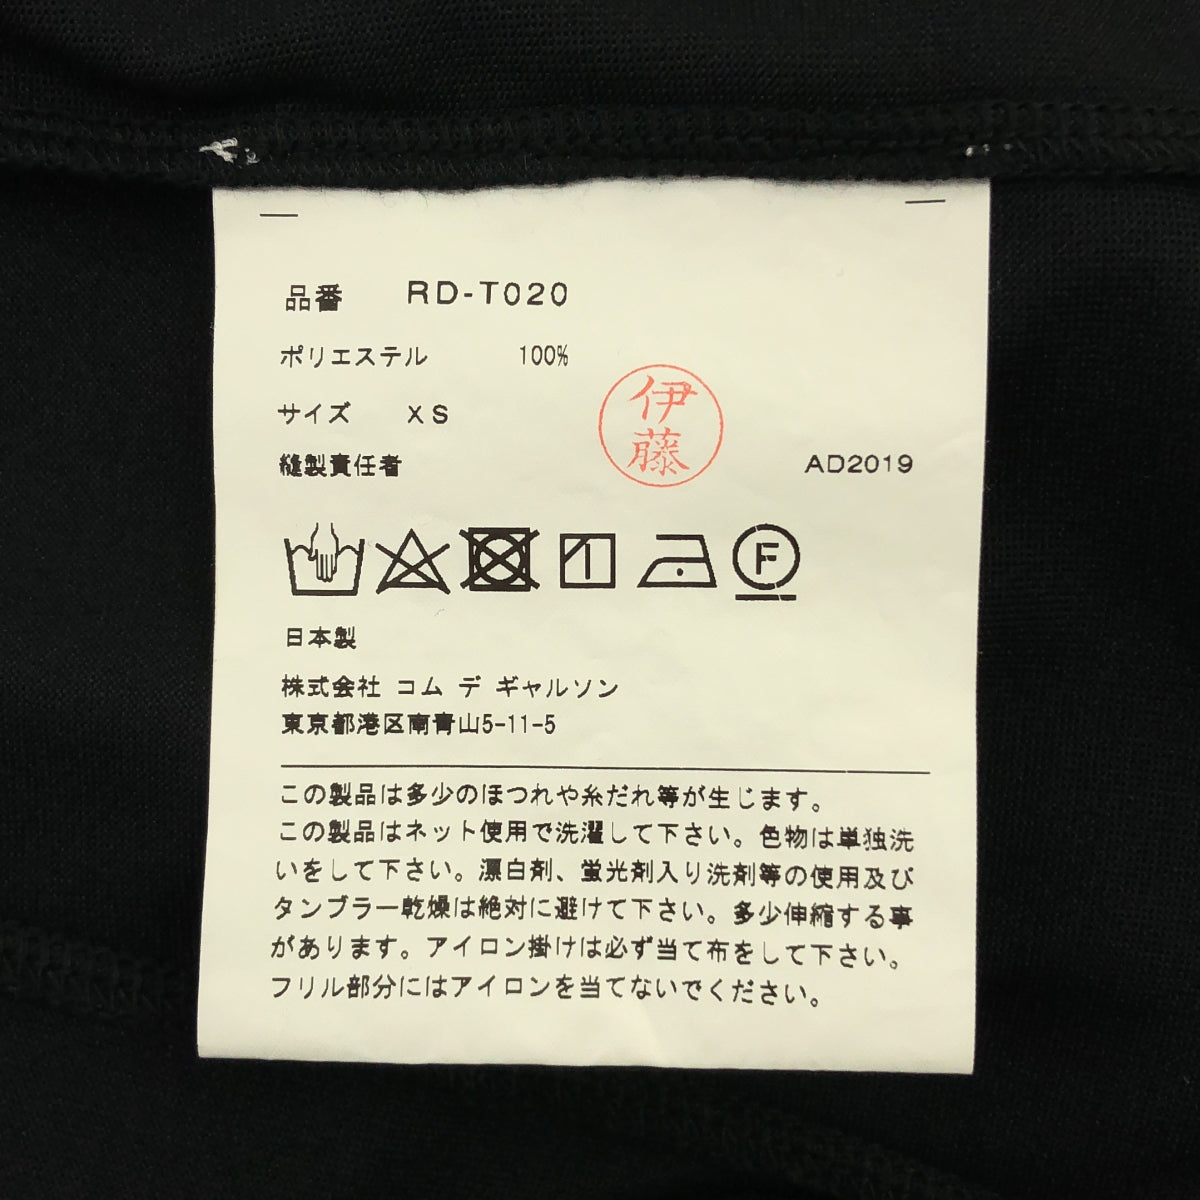 品番 RD-T020
ポリエステル 100%
サイズ XS
伊藤
縫製責任者 AD2019
F
日本製
株式会社 コム デ ギャルソン
東京都港区南青山5-11-5
この製品は多少のほつれや糸だれ等が生じます。
この製品はネット使用で洗濯して下さい。色物は単独洗
いをして下さい。漂白剤、蛍光剤入り洗剤等の使用及び
タンブラー乾燥は絶対に避けて下さい。多少伸縮する事
があります。アイロン掛けは必ず当て布をして下さい。
フリル部分にはアイロンを当てないでください。